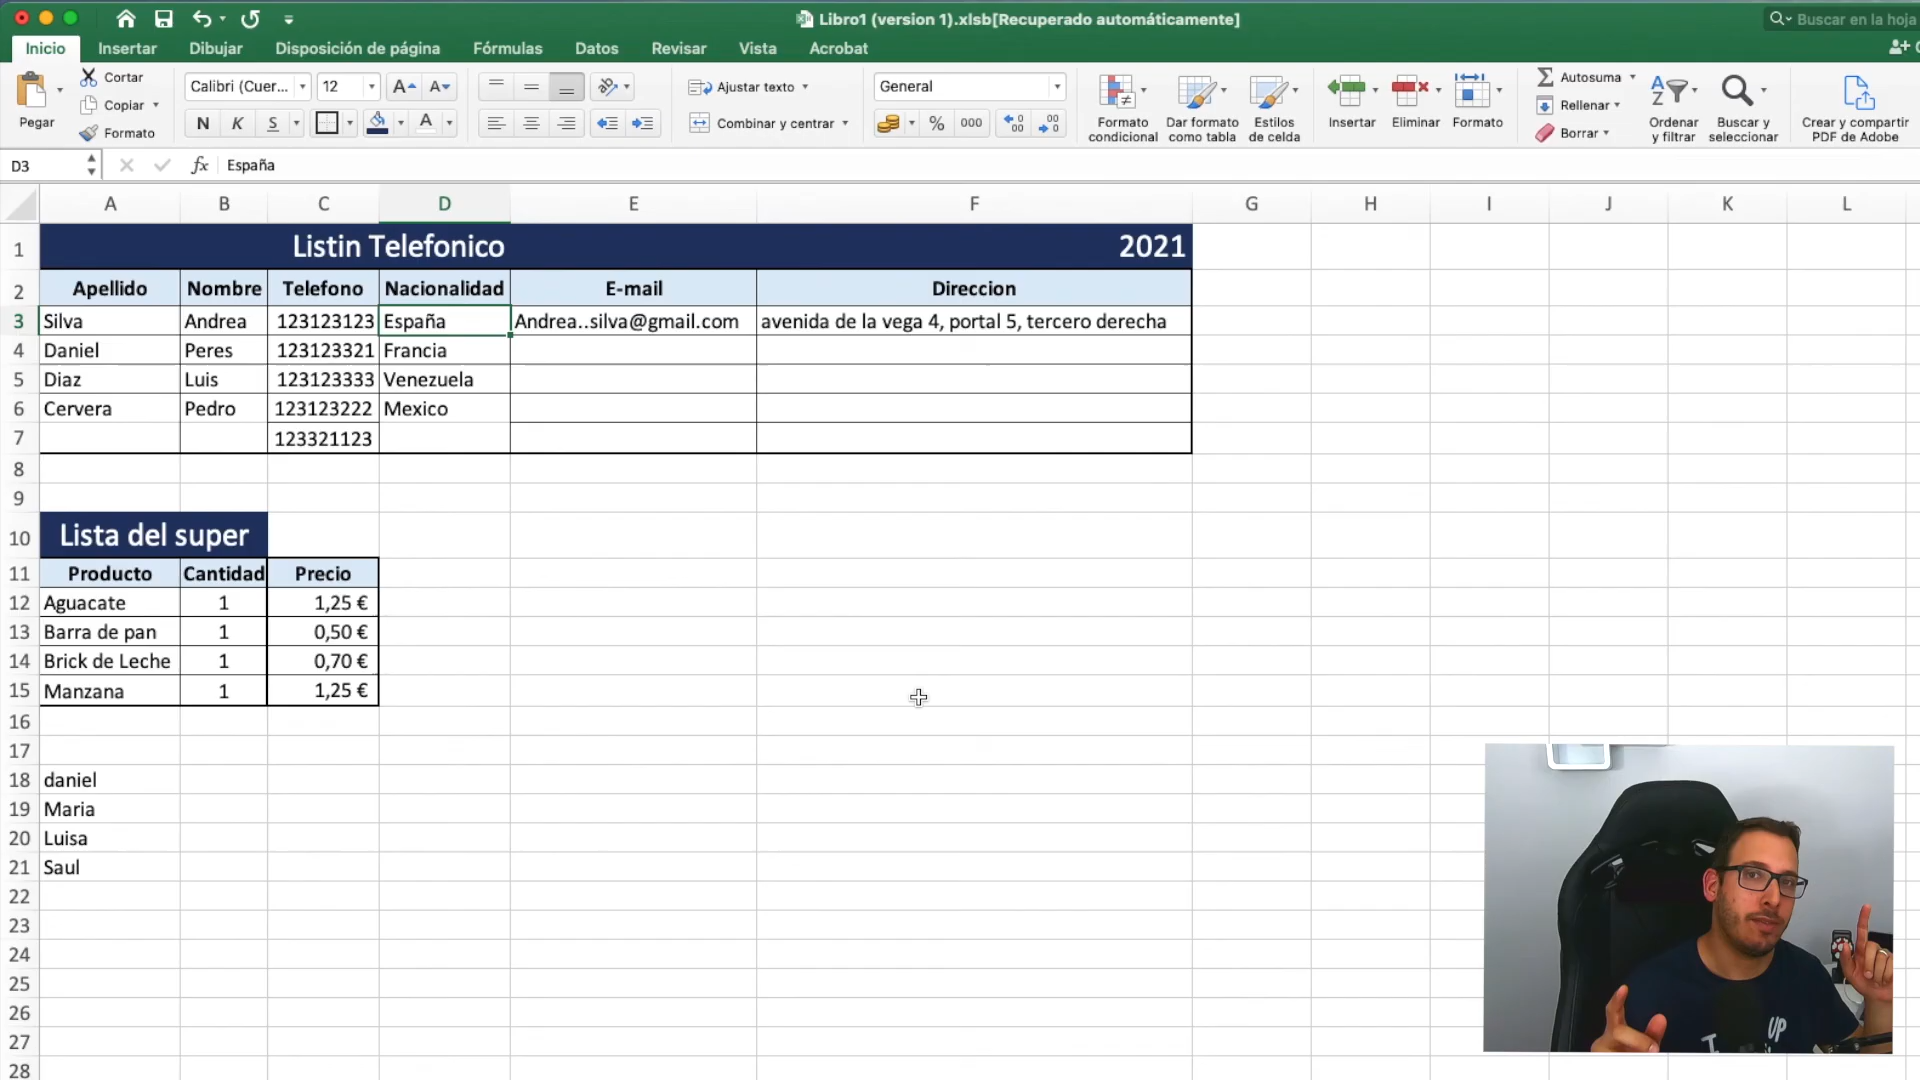 Libro1 (version 1).xlsb[Recuperado automáticamente]
Buscar en la hoja
Inicio
Insertar
Dibujar
Disposición de página
Fórmulas
Datos
Revisar
Vista
Acrobat
Pegar
Cortar
Copiar
Formato
Calibri (Cuer...
12
A
A
N
K
S
A
Ajustar texto
Combinar y centrar
General
%
000
Formato condicional
Dar formato como tabla
Estilos de celda
Insertar
Eliminar
Formato
Autosuma
Rellenar
Borrar
Ordenar y filtrar
Buscar y seleccionar
Crear y compartir PDF de Adobe
D3
fx
España
A B C D E F G H I J K L
1 Listin Telefonico 2021
2 Apellido Nombre Telefono Nacionalidad E-mail Direccion
3 Silva Andrea 123123123 España Andrea..silva@gmail.com avenida de la vega 4, portal 5, tercero derecha
4 Daniel Peres 123123321 Francia
5 Diaz Luis 123123333 Venezuela
6 Cervera Pedro 123123222 Mexico
7 123321123
8
9
10 Lista del super
11 Producto Cantidad Precio
12 Aguacate 1 1,25 €
13 Barra de pan 1 0,50 €
14 Brick de Leche 1 0,70 €
15 Manzana 1 1,25 €
16
17
18 daniel
19 Maria
20 Luisa
21 Saul
22
23
24
25
26
27
28
UP